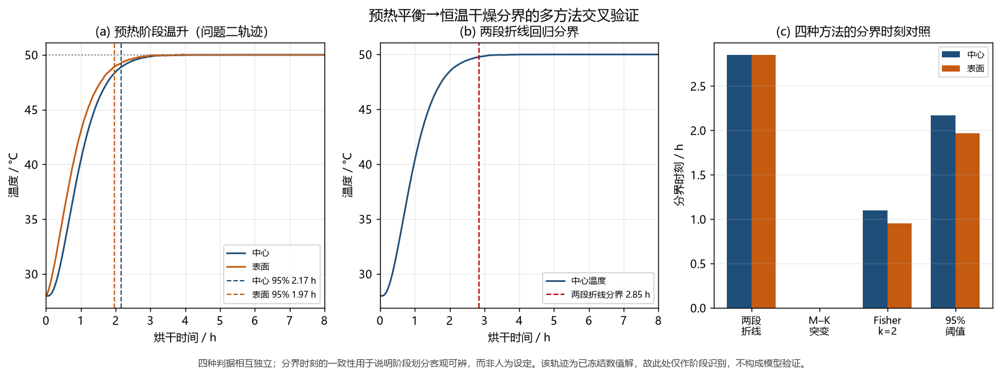 预热平衡→恒温干燥分界的多方法交叉验证
(a) 预热阶段温升（问题二轨迹）
温度 / °C
50
45
40
35
30
0 1 2 3 4 5 6 7 8
烘干时间 / h
中心
表面
中心 95% 2.17 h
表面 95% 1.97 h
(b) 两段折线回归分界
温度 / °C
50
45
40
35
30
0 1 2 3 4 5 6 7 8
烘干时间 / h
中心温度
两段折线分界 2.85 h
(c) 四种方法的分界时刻对照
分界时刻 / h
2.5
2.0
1.5
1.0
0.5
0.0
中心
表面
两段
折线
M−K
突变
Fisher
k=2
95%
阈值
四种判据相互独立；分界时刻的一致性用于说明阶段划分客观可辨，而非人为设定。该轨迹为已冻结数值解，故此处仅作阶段识别，不构成模型验证。